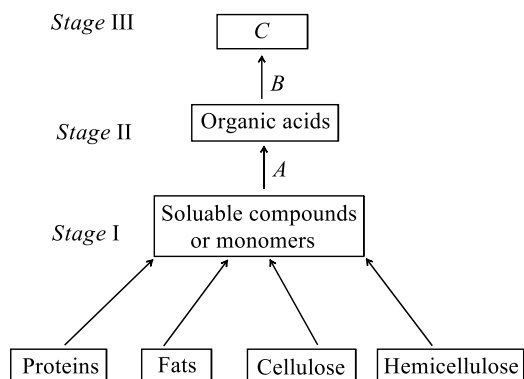 Stage III
C
B
Stage II
Organic acids
A
Stage I
Soluable compounds
or monomers
Proteins
Fats
Cellulose
Hemicellulose